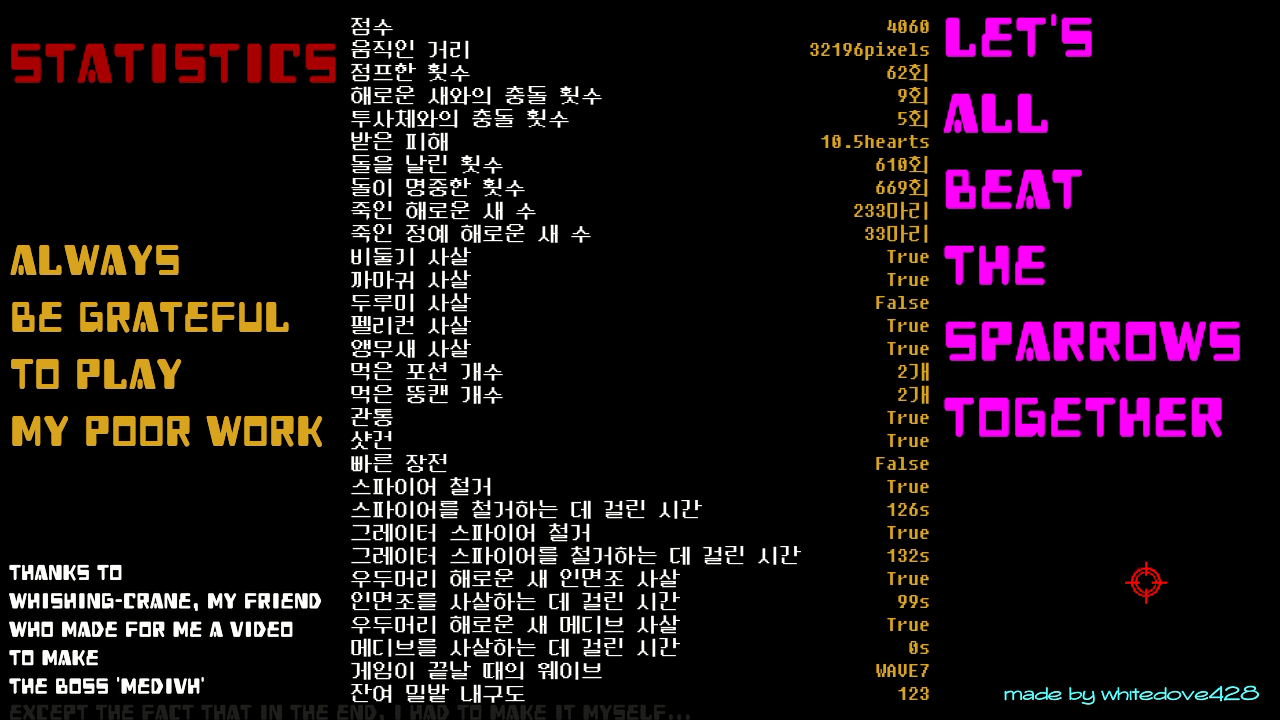 STATISTICS
ALWAYS
BE GRATEFUL
TO PLAY
MY POOR WORK
THANKS TO
WHISHING-CRANE, MY FRIEND
WHO MADE FOR ME A VIDEO
TO MAKE
THE BOSS 'MEDIVH'
EXCEPT THE FACT THAT IN THE END, I HAD TO MAKE IT MYSELF...
점수 4060
움직인 거리 32196pixels
점프한 횟수 62회
해로운 새와의 충돌 횟수 9회
투사체와의 충돌 횟수 5회
받은 피해 10.5hearts
돌을 날린 횟수 610회
돌이 명중한 횟수 669회
죽인 해로운 새 수 233마리
죽인 정예 해로운 새 수 33마리
비둘기 사살 True
까마귀 사살 True
두루미 사살 False
펠리컨 사살 True
앵무새 사살 True
먹은 포션 개수 2개
먹은 뚱캔 개수 2개
관통 True
샷건 True
빠른 장전 False
스파이어 철거 True
스파이어를 철거하는 데 걸린 시간 126s
그레이터 스파이어 철거 True
그레이터 스파이어를 철거하는 데 걸린 시간 132s
우두머리 해로운 새 인면조 사살 True
인면조를 사살하는 데 걸린 시간 99s
우두머리 해로운 새 메디브 사살 True
메디브를 사살하는 데 걸린 시간 0s
게임이 끝날 때의 웨이브 WAVE7
잔여 밀밭 내구도 123
LET'S
ALL
BEAT
THE
SPARROWS
TOGETHER
made by whitedove428